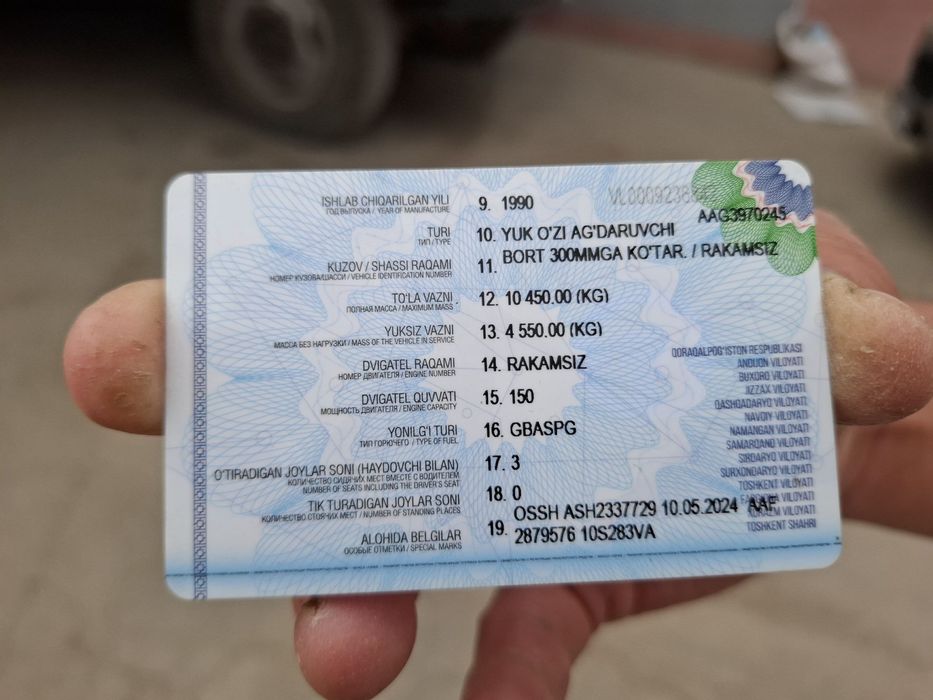 AAG3970245
ISHLAB CHIQARILGAN YILI 9. 1990
ГОД ВЫПУСКА / YEAR OF MANUFACTURE
TURI 10. YUK O'ZI AG'DARUVCHI
ТИП / TYPE
BORT 300MMGA KO'TAR. / RAKAMSIZ
KUZOV / SHASSI RAQAMI 11.
НОМЕР КУЗОВА/ШАССИ / VEHICLE IDENTIFICATION NUMBER
TO'LA VAZNI 12. 10 450.00 (KG)
ПОЛНАЯ МАССА / MAXIMUM MASS
YUKSIZ VAZNI 13. 4 550.00 (KG)
МАССА БЕЗ НАГРУЗКИ / MASS OF THE VEHICLE IN SERVICE
DVIGATEL RAQAMI 14. RAKAMSIZ
НОМЕР ДВИГАТЕЛЯ / ENGINE NUMBER
DVIGATEL QUVVATI 15. 150
МОЩНОСТЬ ДВИГАТЕЛЯ / ENGINE CAPACITY
YONILG'I TURI 16. GBASPG
ТИП ГОРЮЧЕГО / TYPE OF FUEL
O'TIRADIGAN JOYLAR SONI (HAYDOVCHI BILAN) 17. 3
КОЛИЧЕСТВО СИДЯЧИХ МЕСТ ВМЕСТЕ С ВОДИТЕЛЕМ
NUMBER OF SEATS INCLUDING THE DRIVER'S SEAT
TIK TURADIGAN JOYLAR SONI 18. 0
КОЛИЧЕСТВО СТОЯЧИХ МЕСТ / NUMBER OF STANDING PLACES
OSSH ASH2337729 10.05.2024 AAF
ALOHIDA BELGILAR 19. 2879576 10S283VA
ОСОБЫЕ ОТМЕТКИ / SPECIAL MARKS
QORAQALPOG'ISTON RESPUBLIKASI
ANDIJON VILOYATI
BUXORO VILOYATI
JIZZAX VILOYATI
QASHQADARYO VILOYATI
NAVOIY VILOYATI
NAMANGAN VILOYATI
SAMARQAND VILOYATI
SIRDARYO VILOYATI
SURXONDARYO VILOYATI
TOSHKENT VILOYATI
VILOYATI
VILOYATI
TOSHKENT SHAHRI